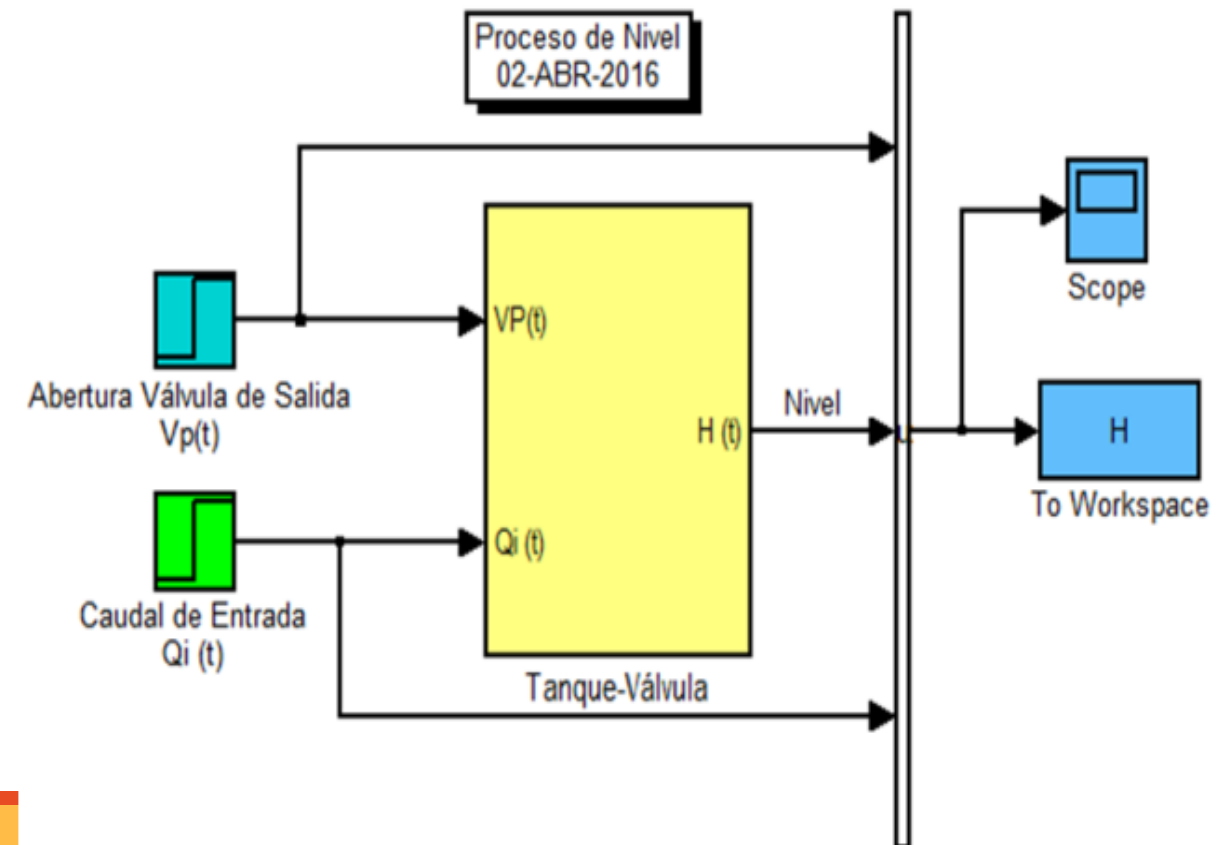 Proceso de Nivel
02-ABR-2016
Scope
VP(t)
Abertura Válvula de Salida
Vp(t)
Nivel
H (t)
H
To Workspace
Qi (t)
Caudal de Entrada
Qi (t)
Tanque-Válvula